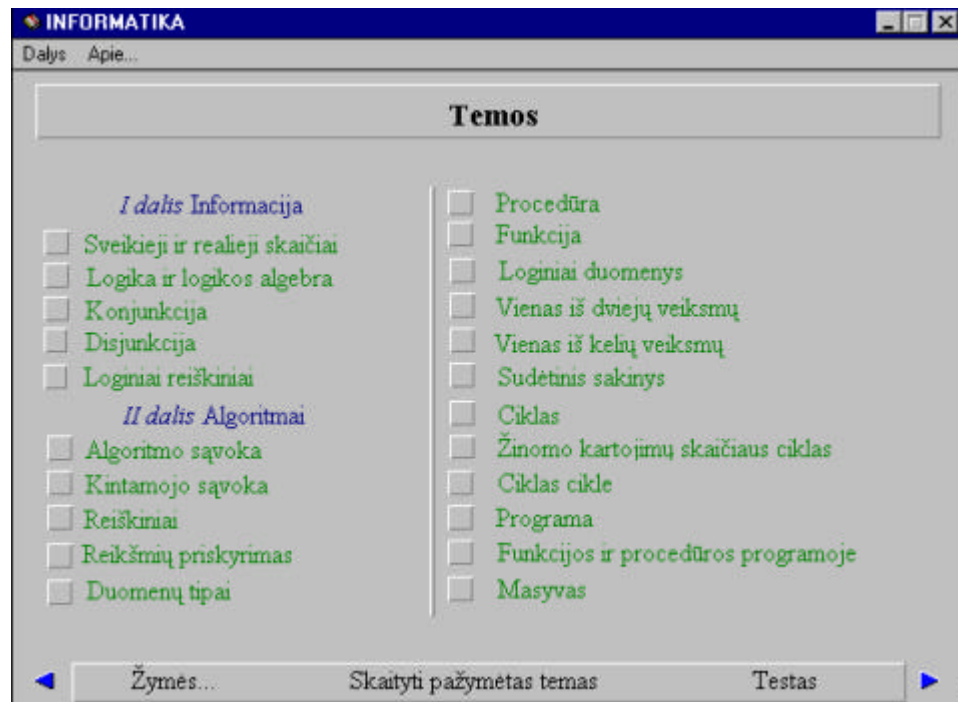 INFORMATIKA
Dalys Apie...
Temos
I dalis Informacija
Sveikieji ir realieji skaičiai
Logika ir logikos algebra
Konjunkcija
Disjunkcija
Loginiai reiškiniai
II dalis Algoritmai
Algoritmo sąvoka
Kintamojo sąvoka
Reiškiniai
Reikšmių priskyrimas
Duomenų tipai
Procedūra
Funkcija
Loginiai duomenys
Vienas iš dviejų veiksmų
Vienas iš kelių veiksmų
Sudėtinis sakinys
Ciklas
Žinomo kartojimų skaičiaus ciklas
Ciklas cikle
Programa
Funkcijos ir procedūros programoje
Masyvas
Žymės... Skaityti pažymėtas temas Testas